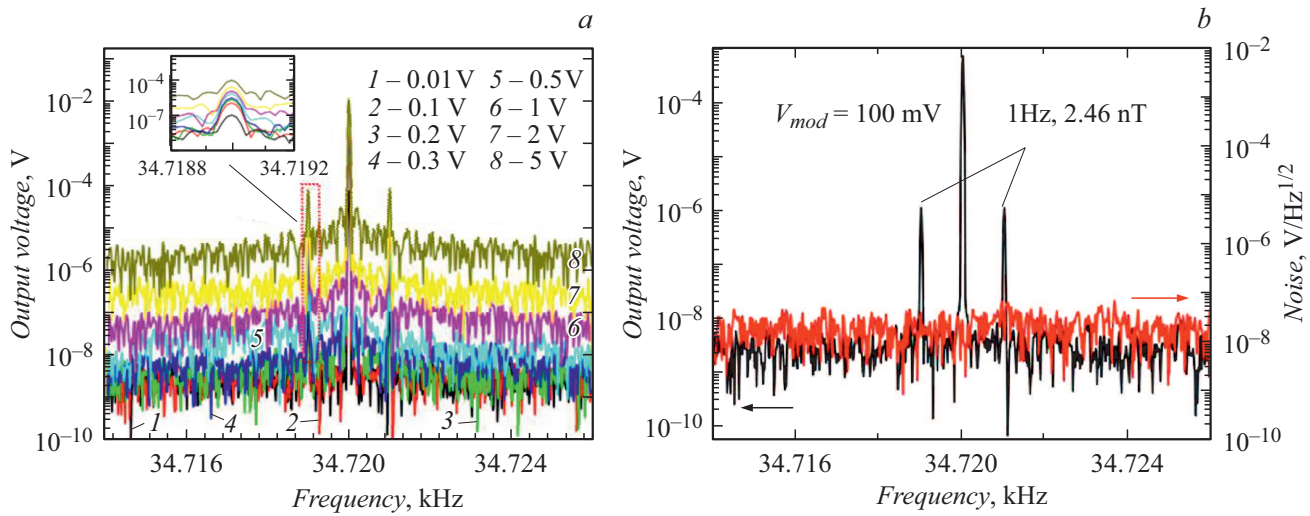 a
10⁻⁴
10⁻⁷
34.7188 34.7192
1 – 0.01 V 5 – 0.5 V
2 – 0.1 V 6 – 1 V
3 – 0.2 V 7 – 2 V
4 – 0.3 V 8 – 5 V
10⁻²
10⁻⁴
10⁻⁶
10⁻⁸
10⁻¹⁰
Output voltage, V
8
7
6
5
1
4
2
3
34.716 34.720 34.724
Frequency, kHz
b
V_mod = 100 mV
1Hz, 2.46 nT
10⁻⁴
10⁻⁶
10⁻⁸
10⁻¹⁰
Output voltage, V
10⁻²
10⁻⁴
10⁻⁶
10⁻⁸
10⁻¹⁰
Noise, V/Hz^1/2
34.716 34.720 34.724
Frequency, kHz